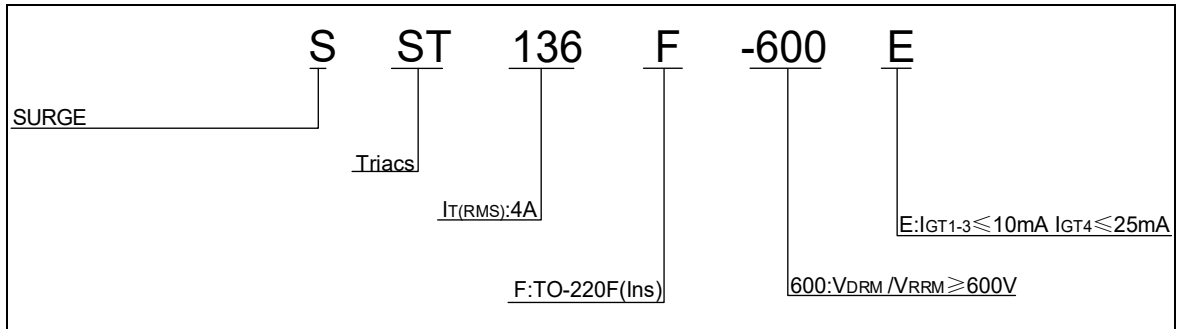 S ST 136 F -600 E
SURGE
Triacs
IT(RMS):4A
E:IGT1-3≤10mA IGT4≤25mA
F:TO-220F(Ins)
600:VDRM /VRRM≥600V